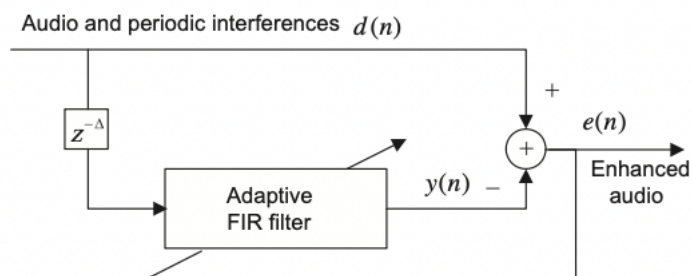 Audio and periodic interferences d(n)
+
z^{-Δ}
e(n)
+
Enhanced
audio
Adaptive
FIR filter
y(n) −